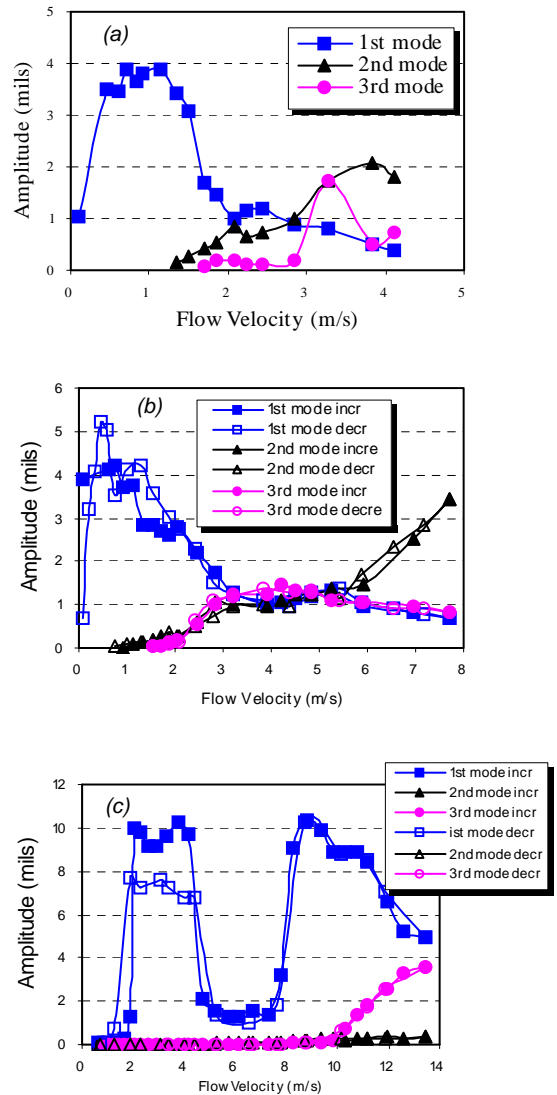 (a)
1st mode
2nd mode
3rd mode
Amplitude (mils)
5
4
3
2
1
0
0 1 2 3 4 5
Flow Velocity (m/s)
(b)
1st mode incr
1st mode decr
2nd mode incre
2nd mode decr
3rd mode incr
3rd mode decre
Amplitude (mils)
6
5
4
3
2
1
0
0 1 2 3 4 5 6 7 8
Flow Velocity (m/s)
(c)
1st mode incr
2nd mode incr
3rd mode incr
ist mode decr
2nd mode decr
3rd mode decr
Amplitude (mils)
12
10
8
6
4
2
0
0 2 4 6 8 10 12 14
Flow Velocity (m/s)